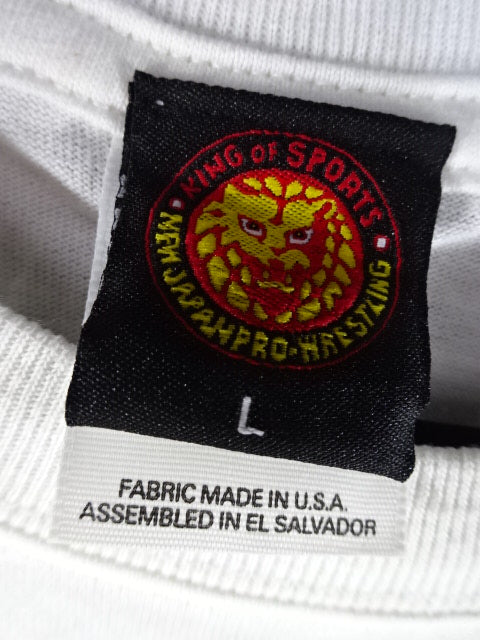 KING OF SPORTS
NEW JAPAN PRO-WRESTLING
L
FABRIC MADE IN U.S.A.
ASSEMBLED IN EL SALVADOR